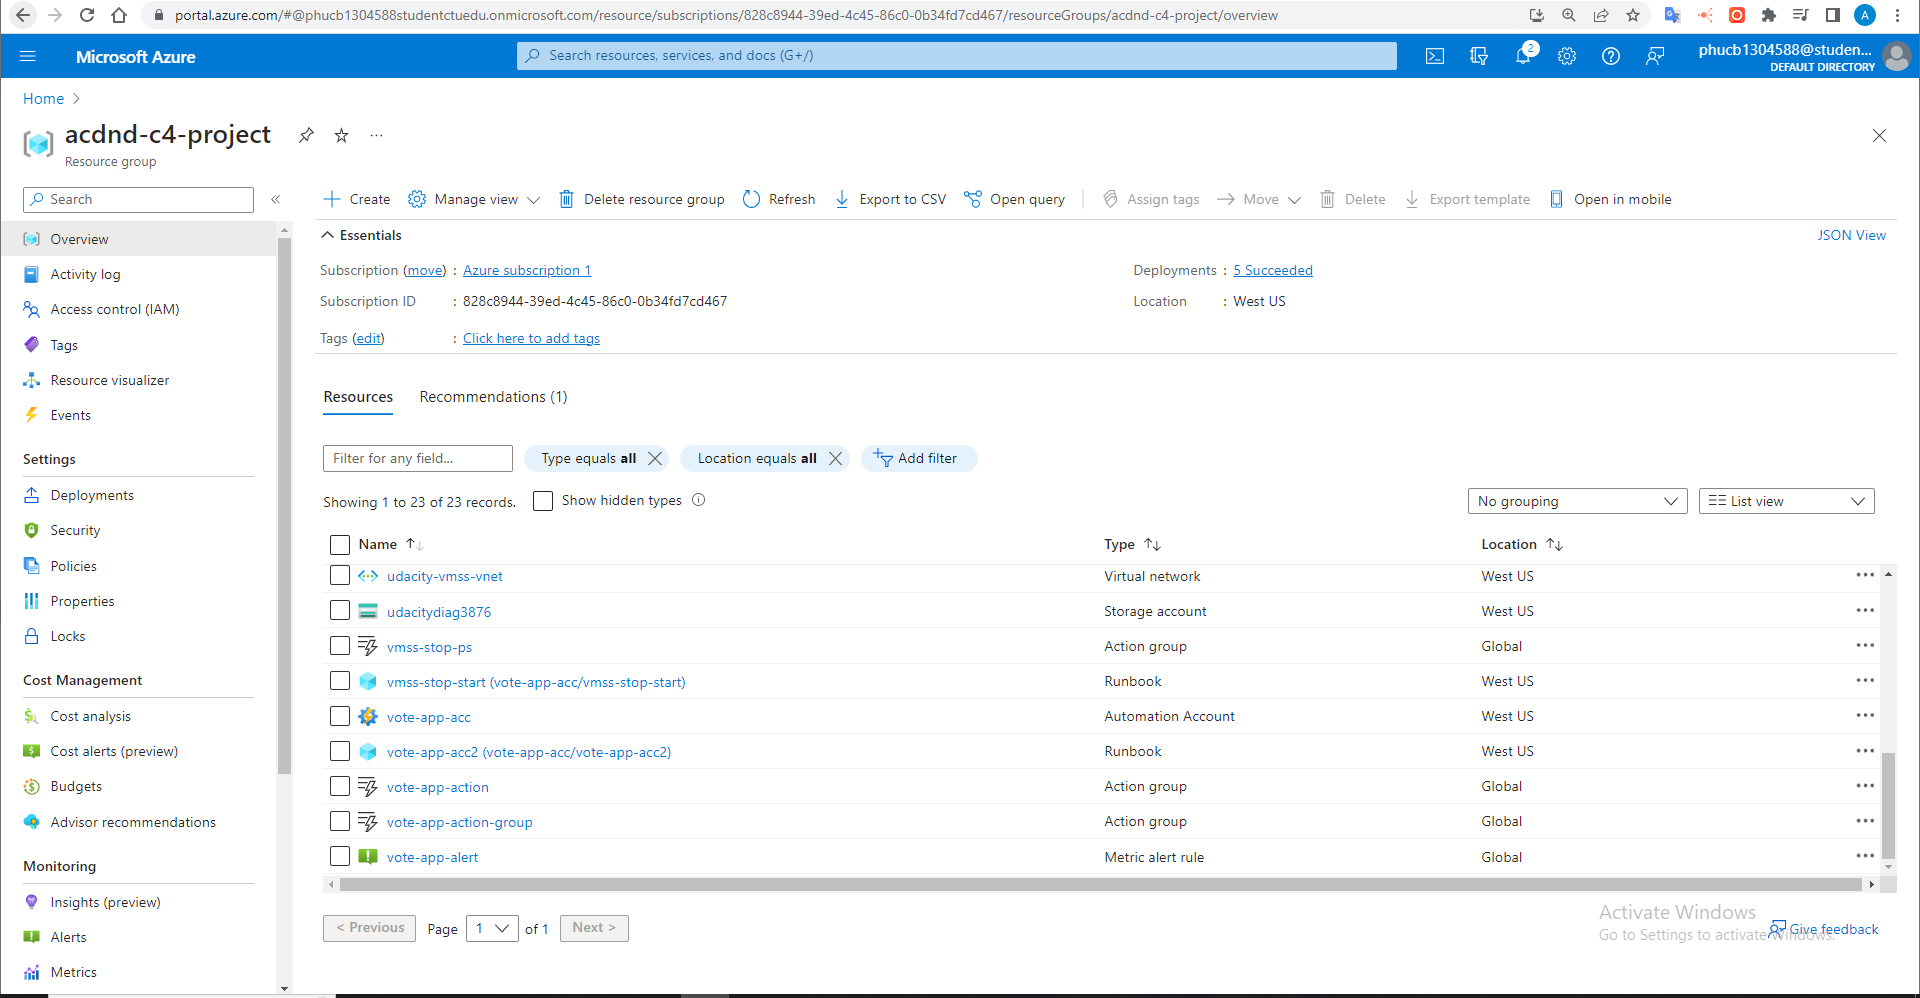 portal.azure.com/#@phucb1304588studentctuedu.onmicrosoft.com/resource/subscriptions/828c8944-39ed-4c45-86c0-0b34fd7cd467/resourceGroups/acdnd-c4-project/overview
A
Microsoft Azure
Search resources, services, and docs (G+/)
2
phucb1304588@studen...
DEFAULT DIRECTORY
Home >
acdnd-c4-project
Resource group
Search
«
Create
Manage view
Delete resource group
Refresh
Export to CSV
Open query
Assign tags
Move
Delete
Export template
Open in mobile
Overview
Activity log
Access control (IAM)
Tags
Resource visualizer
Events
Settings
Deployments
Security
Policies
Properties
Locks
Cost Management
Cost analysis
Cost alerts (preview)
Budgets
Advisor recommendations
Monitoring
Insights (preview)
Alerts
Metrics
Essentials
JSON View
Subscription (move) : Azure subscription 1
Deployments : 5 Succeeded
Subscription ID : 828c8944-39ed-4c45-86c0-0b34fd7cd467
Location : West US
Tags (edit) : Click here to add tags
Resources Recommendations (1)
Filter for any field...
Type equals all
Location equals all
Add filter
Showing 1 to 23 of 23 records.
Show hidden types
No grouping
List view
Name Type Location
udacity-vmss-vnet Virtual network West US
udacitydiag3876 Storage account West US
vmss-stop-ps Action group Global
vmss-stop-start (vote-app-acc/vmss-stop-start) Runbook West US
vote-app-acc Automation Account West US
vote-app-acc2 (vote-app-acc/vote-app-acc2) Runbook West US
vote-app-action Action group Global
vote-app-action-group Action group Global
vote-app-alert Metric alert rule Global
< Previous Page 1 of 1 Next >
Activate Windows
Go to Settings to activate Windows.
Give feedback